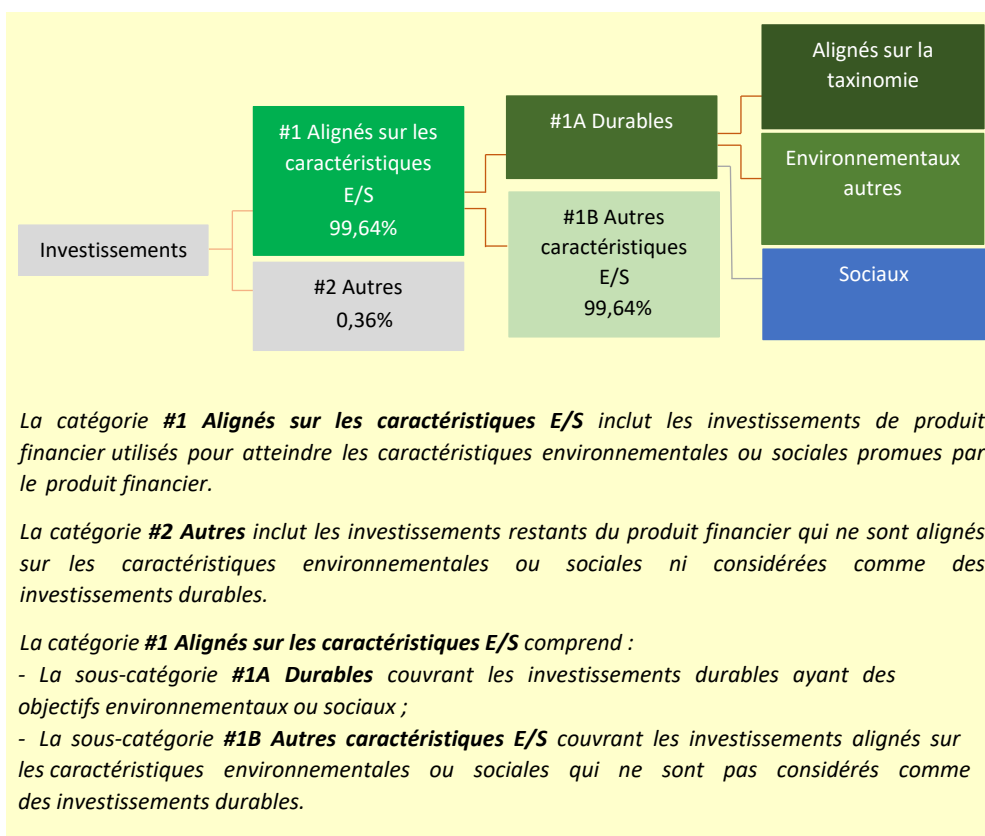 Alignés sur la
taxinomie
#1 Alignés sur les
caractéristiques
E/S
99,64%
#1A Durables
Environnementaux
autres
#1B Autres
caractéristiques
E/S
99,64%
Investissements
#2 Autres
0,36%
Sociaux
La catégorie #1 Alignés sur les caractéristiques E/S inclut les investissements de produit
financier utilisés pour atteindre les caractéristiques environnementales ou sociales promues par
le produit financier.
La catégorie #2 Autres inclut les investissements restants du produit financier qui ne sont alignés
sur les caractéristiques environnementales ou sociales ni considérées comme des
investissements durables.
La catégorie #1 Alignés sur les caractéristiques E/S comprend :
- La sous-catégorie #1A Durables couvrant les investissements durables ayant des
objectifs environnementaux ou sociaux ;
- La sous-catégorie #1B Autres caractéristiques E/S couvrant les investissements alignés sur
les caractéristiques environnementales ou sociales qui ne sont pas considérés comme
des investissements durables.